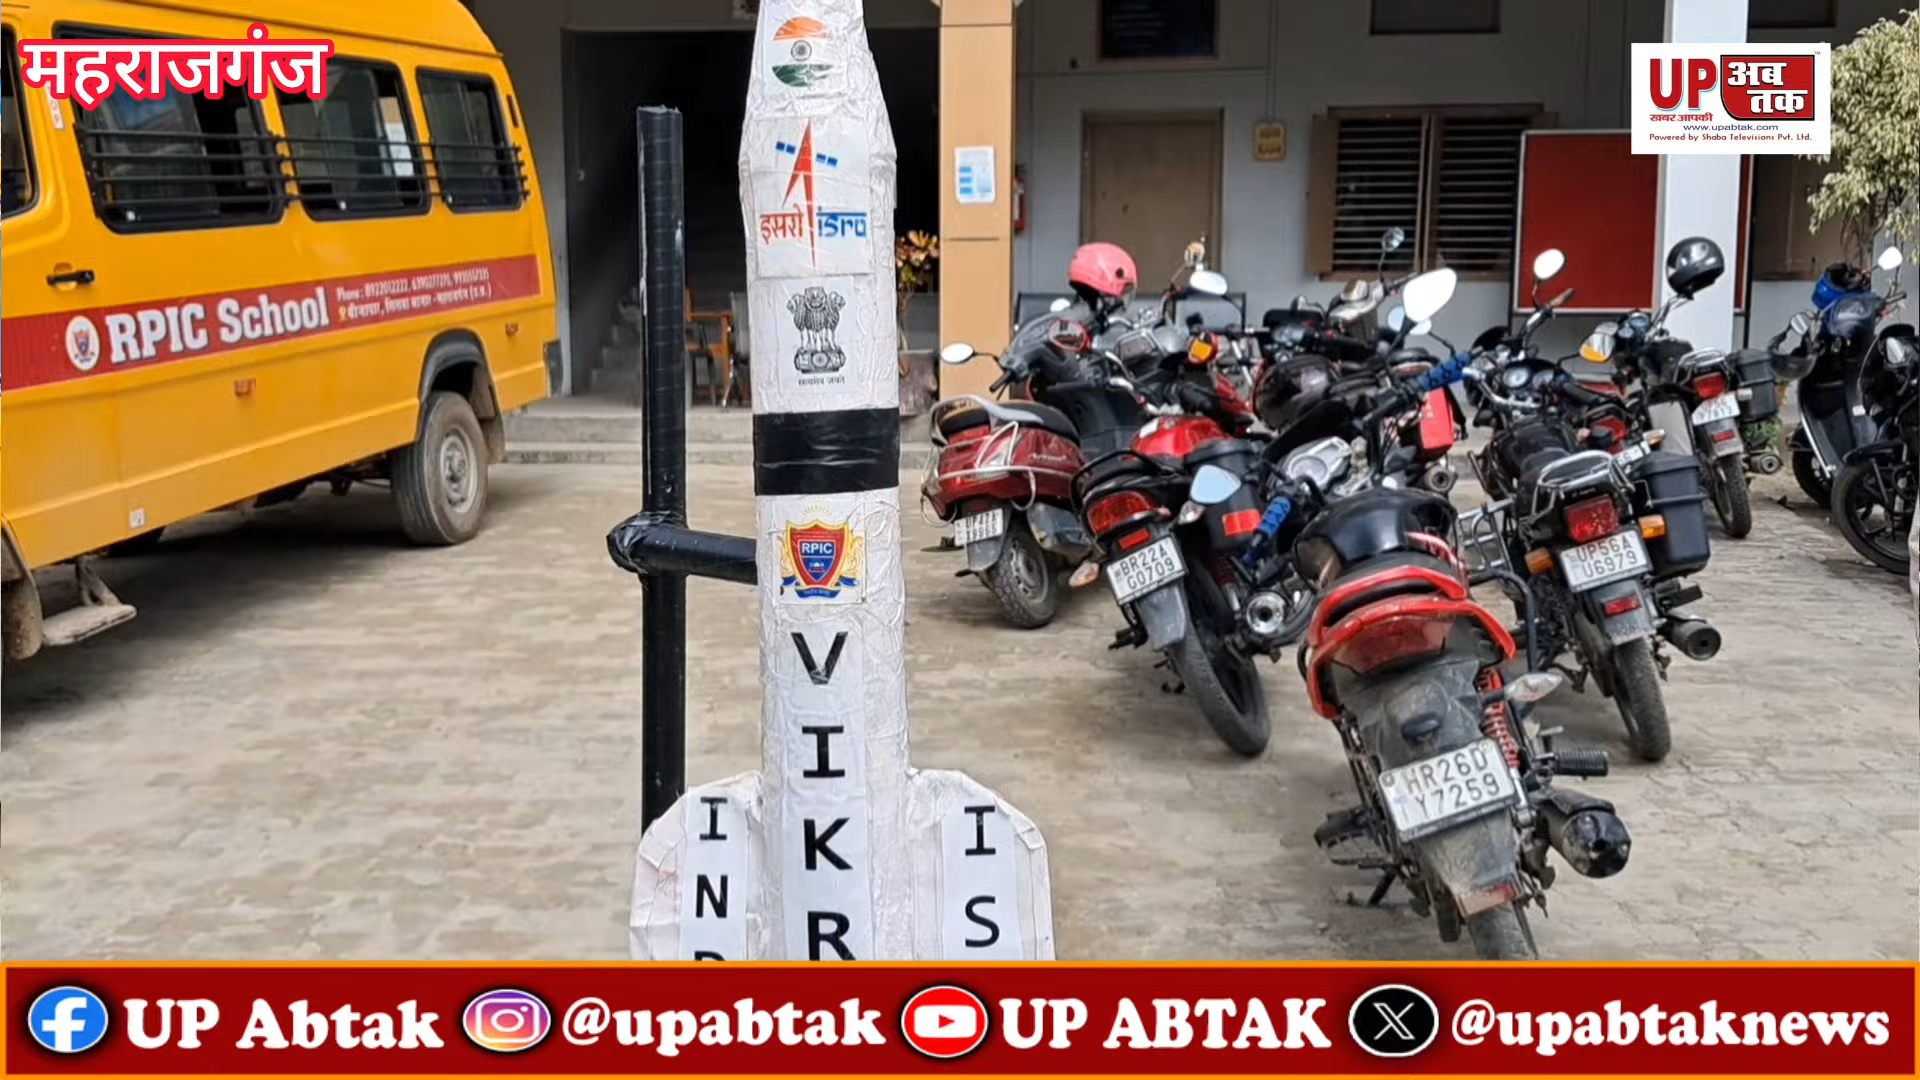 महराजगंज
UP अब तक
खबर आपकी
www.upabtak.com
Powered by Shaba Televisions Pvt. Ltd.
RPIC School
इसरो isro
सत्यमेव जयते
RPIC
V
I
K
R
I
N
I
S
UP56A
U6979
BR22A
G0709
HR26D
Y7259
UP Abtak @upabtak UP ABTAK @upabtaknews